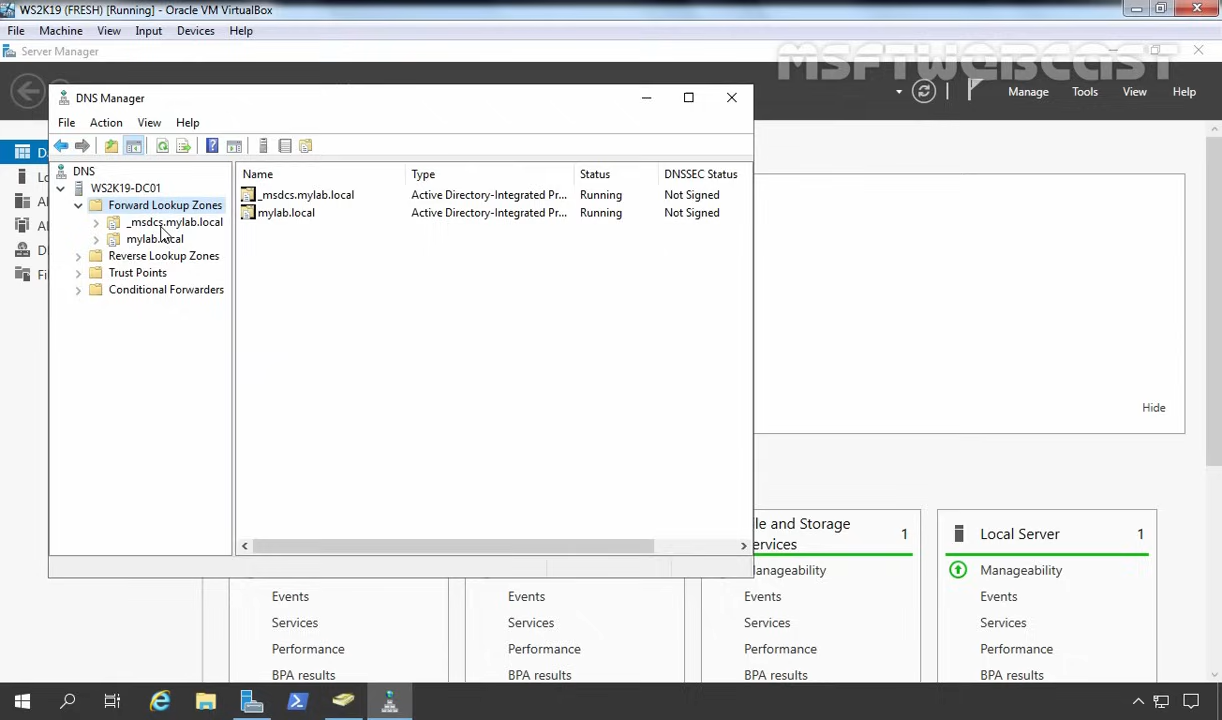 WS2K19 (FRESH) [Running] - Oracle VM VirtualBox
File Machine View Input Devices Help
Server Manager
MSFTWEBCAST
Manage Tools View Help
DNS Manager
File Action View Help
DNS
WS2K19-DC01
Forward Lookup Zones
_msdcs.mylab.local
mylab.local
Reverse Lookup Zones
Trust Points
Conditional Forwarders
Name Type Status DNSSEC Status
_msdcs.mylab.local Active Directory-Integrated Pr... Running Not Signed
mylab.local Active Directory-Integrated Pr... Running Not Signed
Hide
ile and Storage
ervices
1
Local Server 1
anageability
Manageability
Events Events Events Events
Services Services Services Services
Performance Performance Performance Performance
BPA results BPA results BPA results BPA results